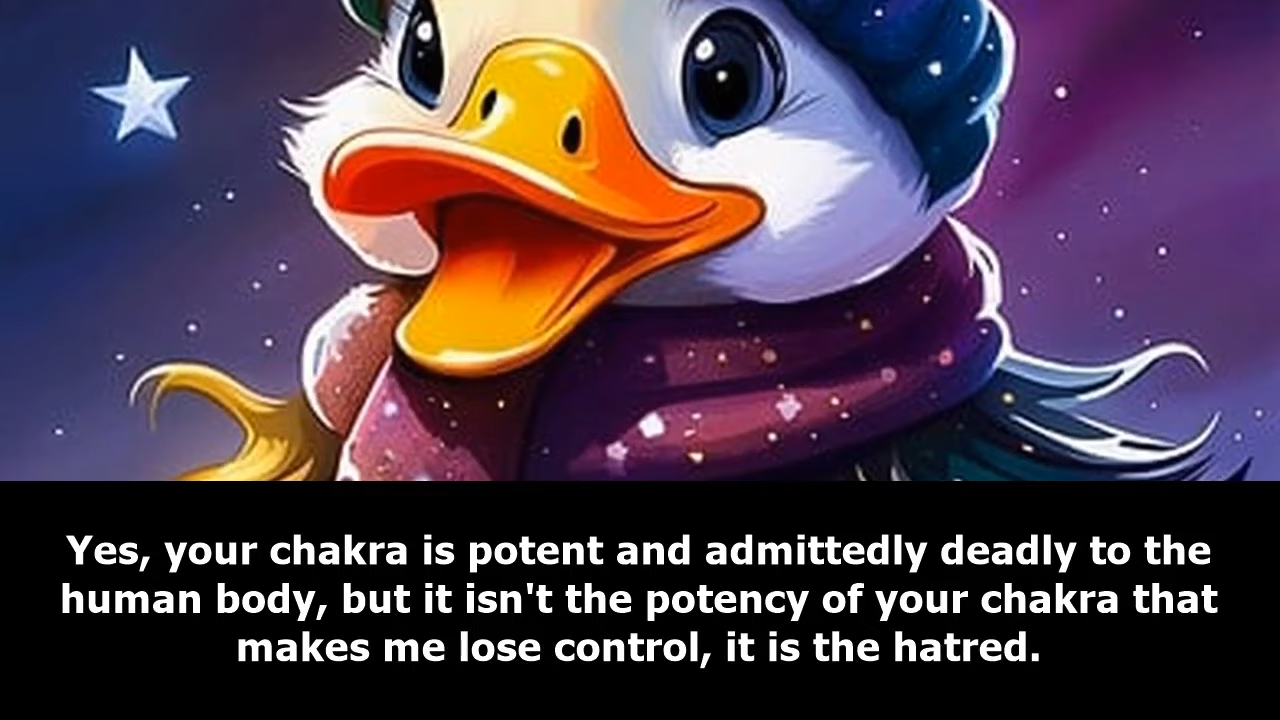 Yes, your chakra is potent and admittedly deadly to the
human body, but it isn't the potency of your chakra that
makes me lose control, it is the hatred.